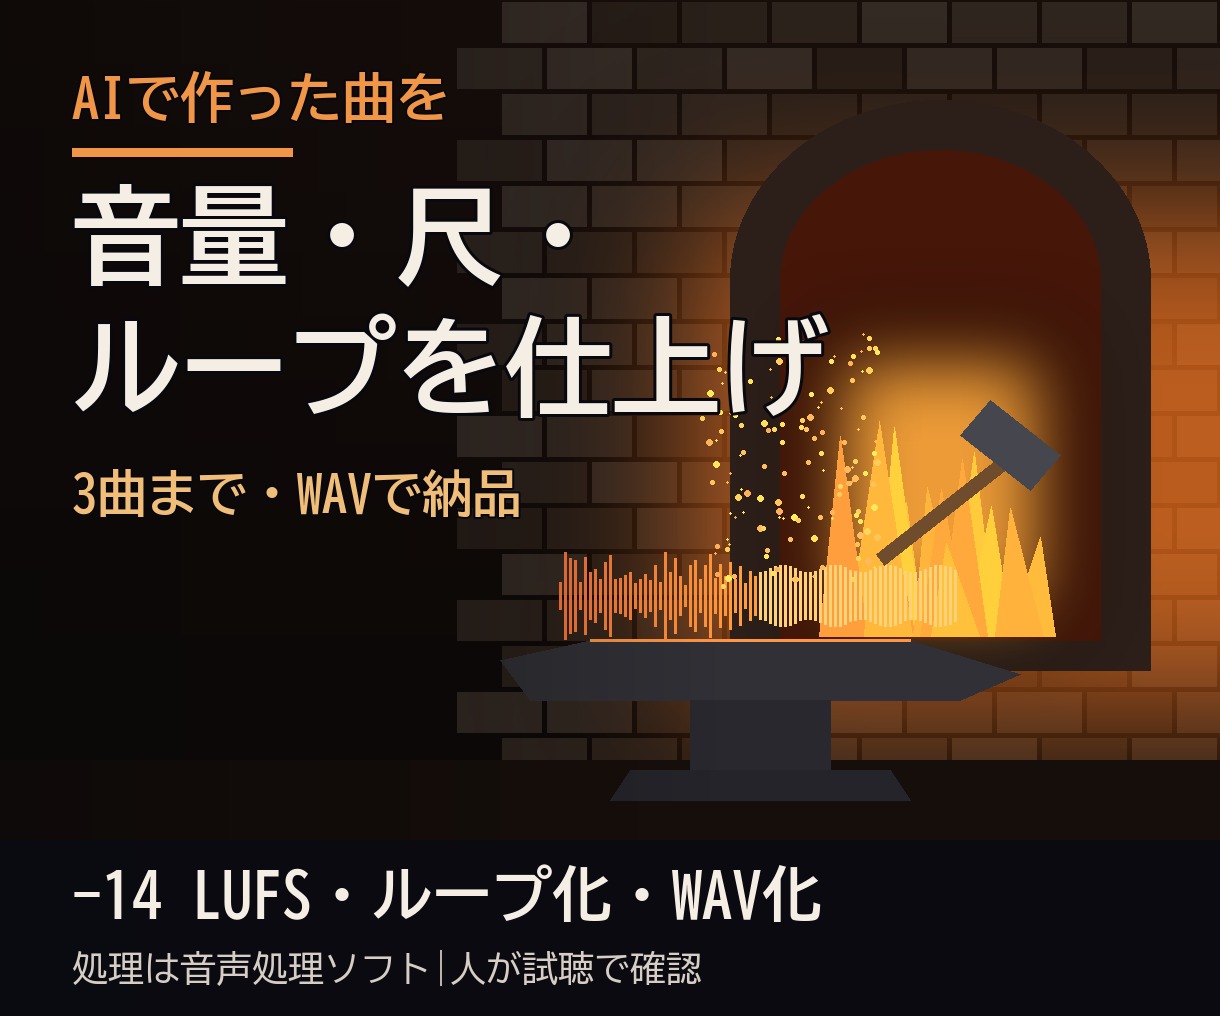 AIで作った曲を
音量・尺・
ループを仕上げ
3曲まで・WAVで納品
−14 LUFS・ループ化・WAV化
処理は音声処理ソフト|人が試聴で確認